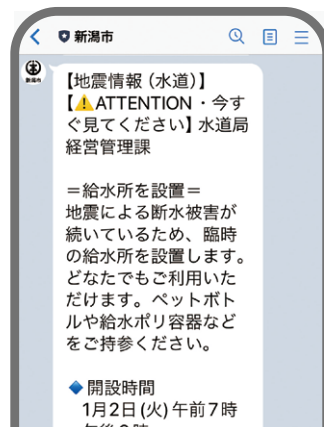 新潟市
【地震情報（水道）】
【⚠ATTENTION・今す
ぐ見てください】水道局
経営管理課
＝給水所を設置＝
地震による断水被害が
続いているため、臨時
の給水所を設置します。
どなたでもご利用いた
だけます。ペットボト
ルや給水ポリ容器など
をご持参ください。
🔷開設時間
1月2日(火)午前7時